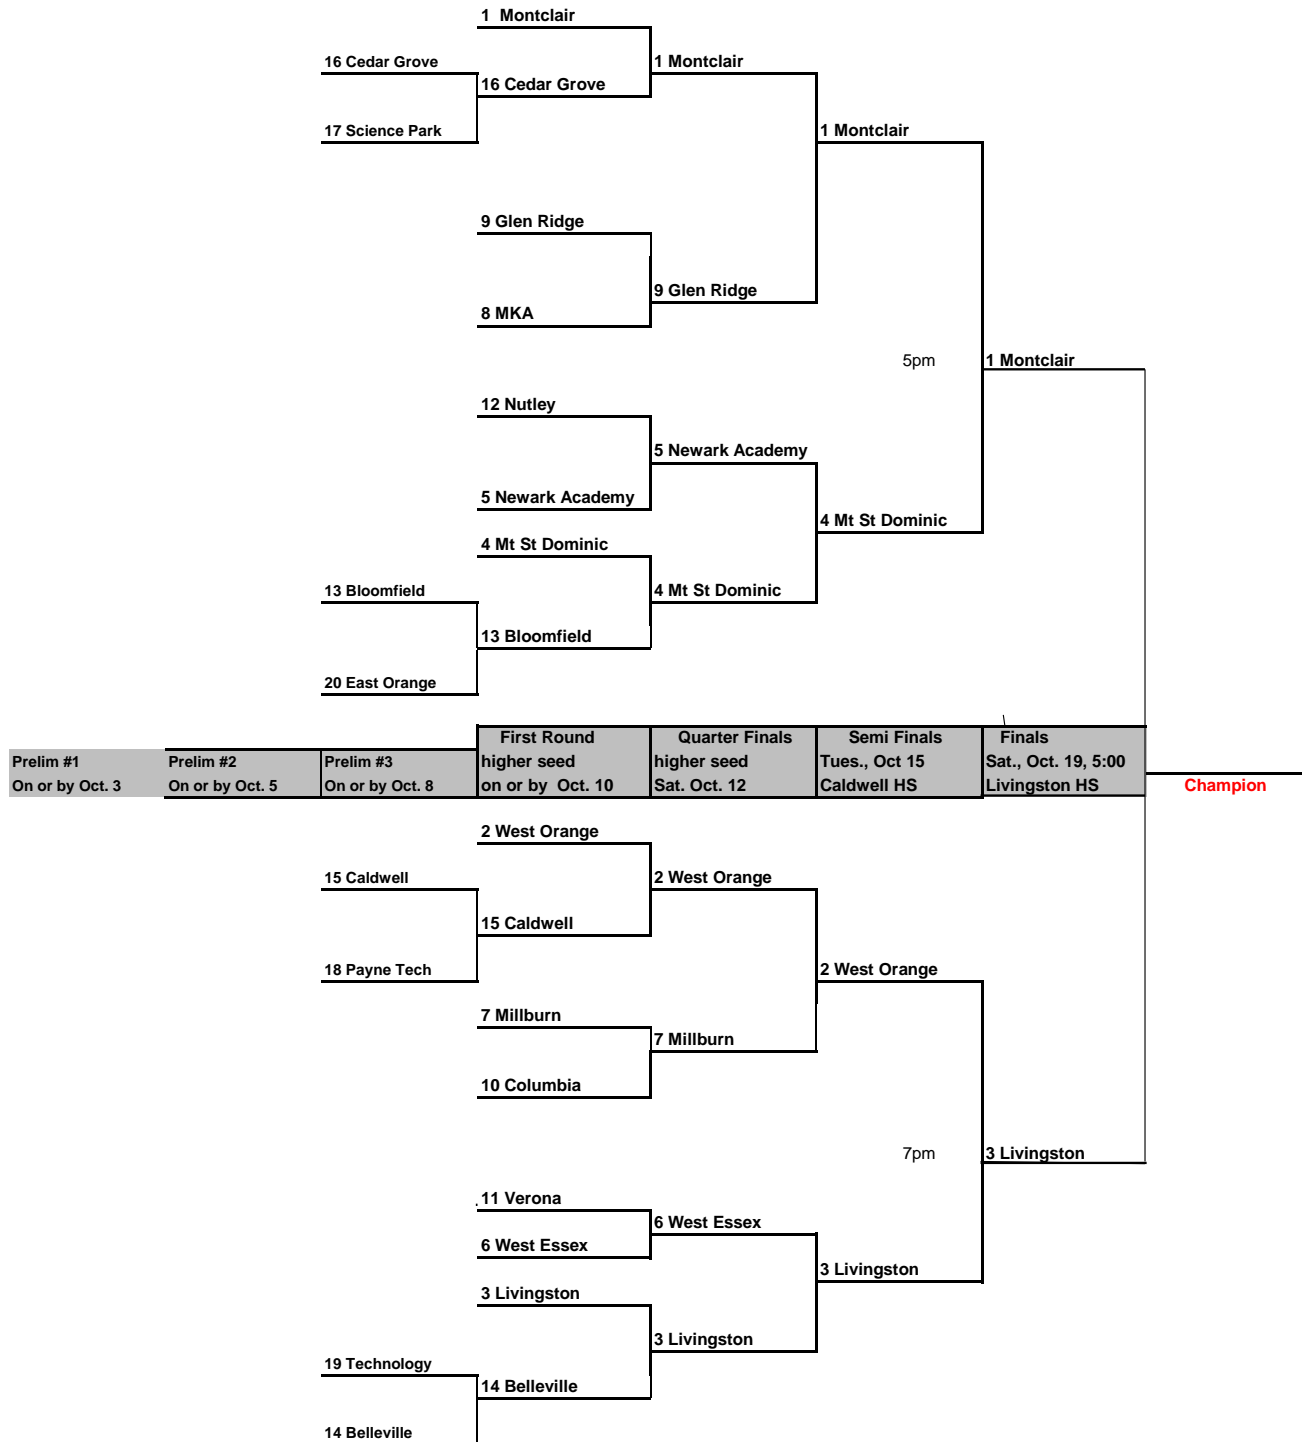 1 Montclair
16 Cedar Grove
1 Montclair
16 Cedar Grove
17 Science Park
1 Montclair
9 Glen Ridge
9 Glen Ridge
8 MKA
5pm
1 Montclair
12 Nutley
5 Newark Academy
5 Newark Academy
4 Mt St Dominic
4 Mt St Dominic
13 Bloomfield
4 Mt St Dominic
13 Bloomfield
20 East Orange
First Round
Quarter Finals
Semi Finals
Finals
Prelim #1
Prelim #2
Prelim #3
higher seed
higher seed
Tues., Oct 15
Sat., Oct. 19, 5:00
On or by Oct. 3
On or by Oct. 5
On or by Oct. 8
on or by Oct. 10
Sat. Oct. 12
Caldwell HS
Livingston HS
Champion
2 West Orange
15 Caldwell
2 West Orange
15 Caldwell
18 Payne Tech
2 West Orange
7 Millburn
7 Millburn
10 Columbia
7pm
3 Livingston
11 Verona
6 West Essex
6 West Essex
3 Livingston
3 Livingston
3 Livingston
19 Technology
14 Belleville
14 Belleville